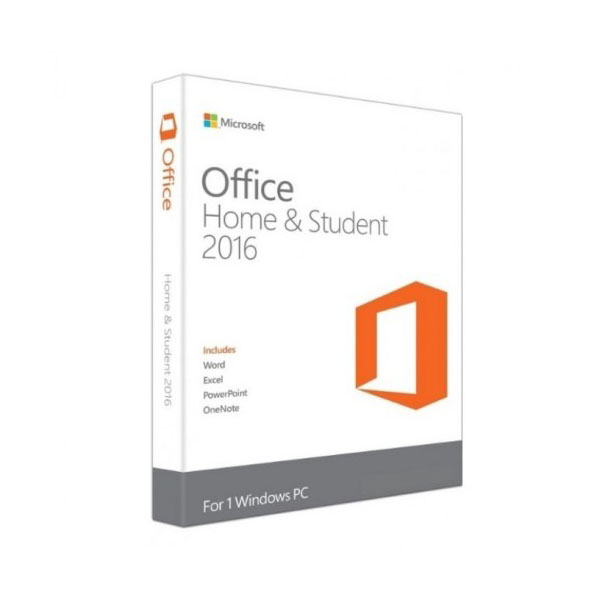 Office
Home & Student 2016
Microsoft
Office
Home & Student
2016
Includes
Word
Excel
PowerPoint
OneNote
For 1 Windows PC